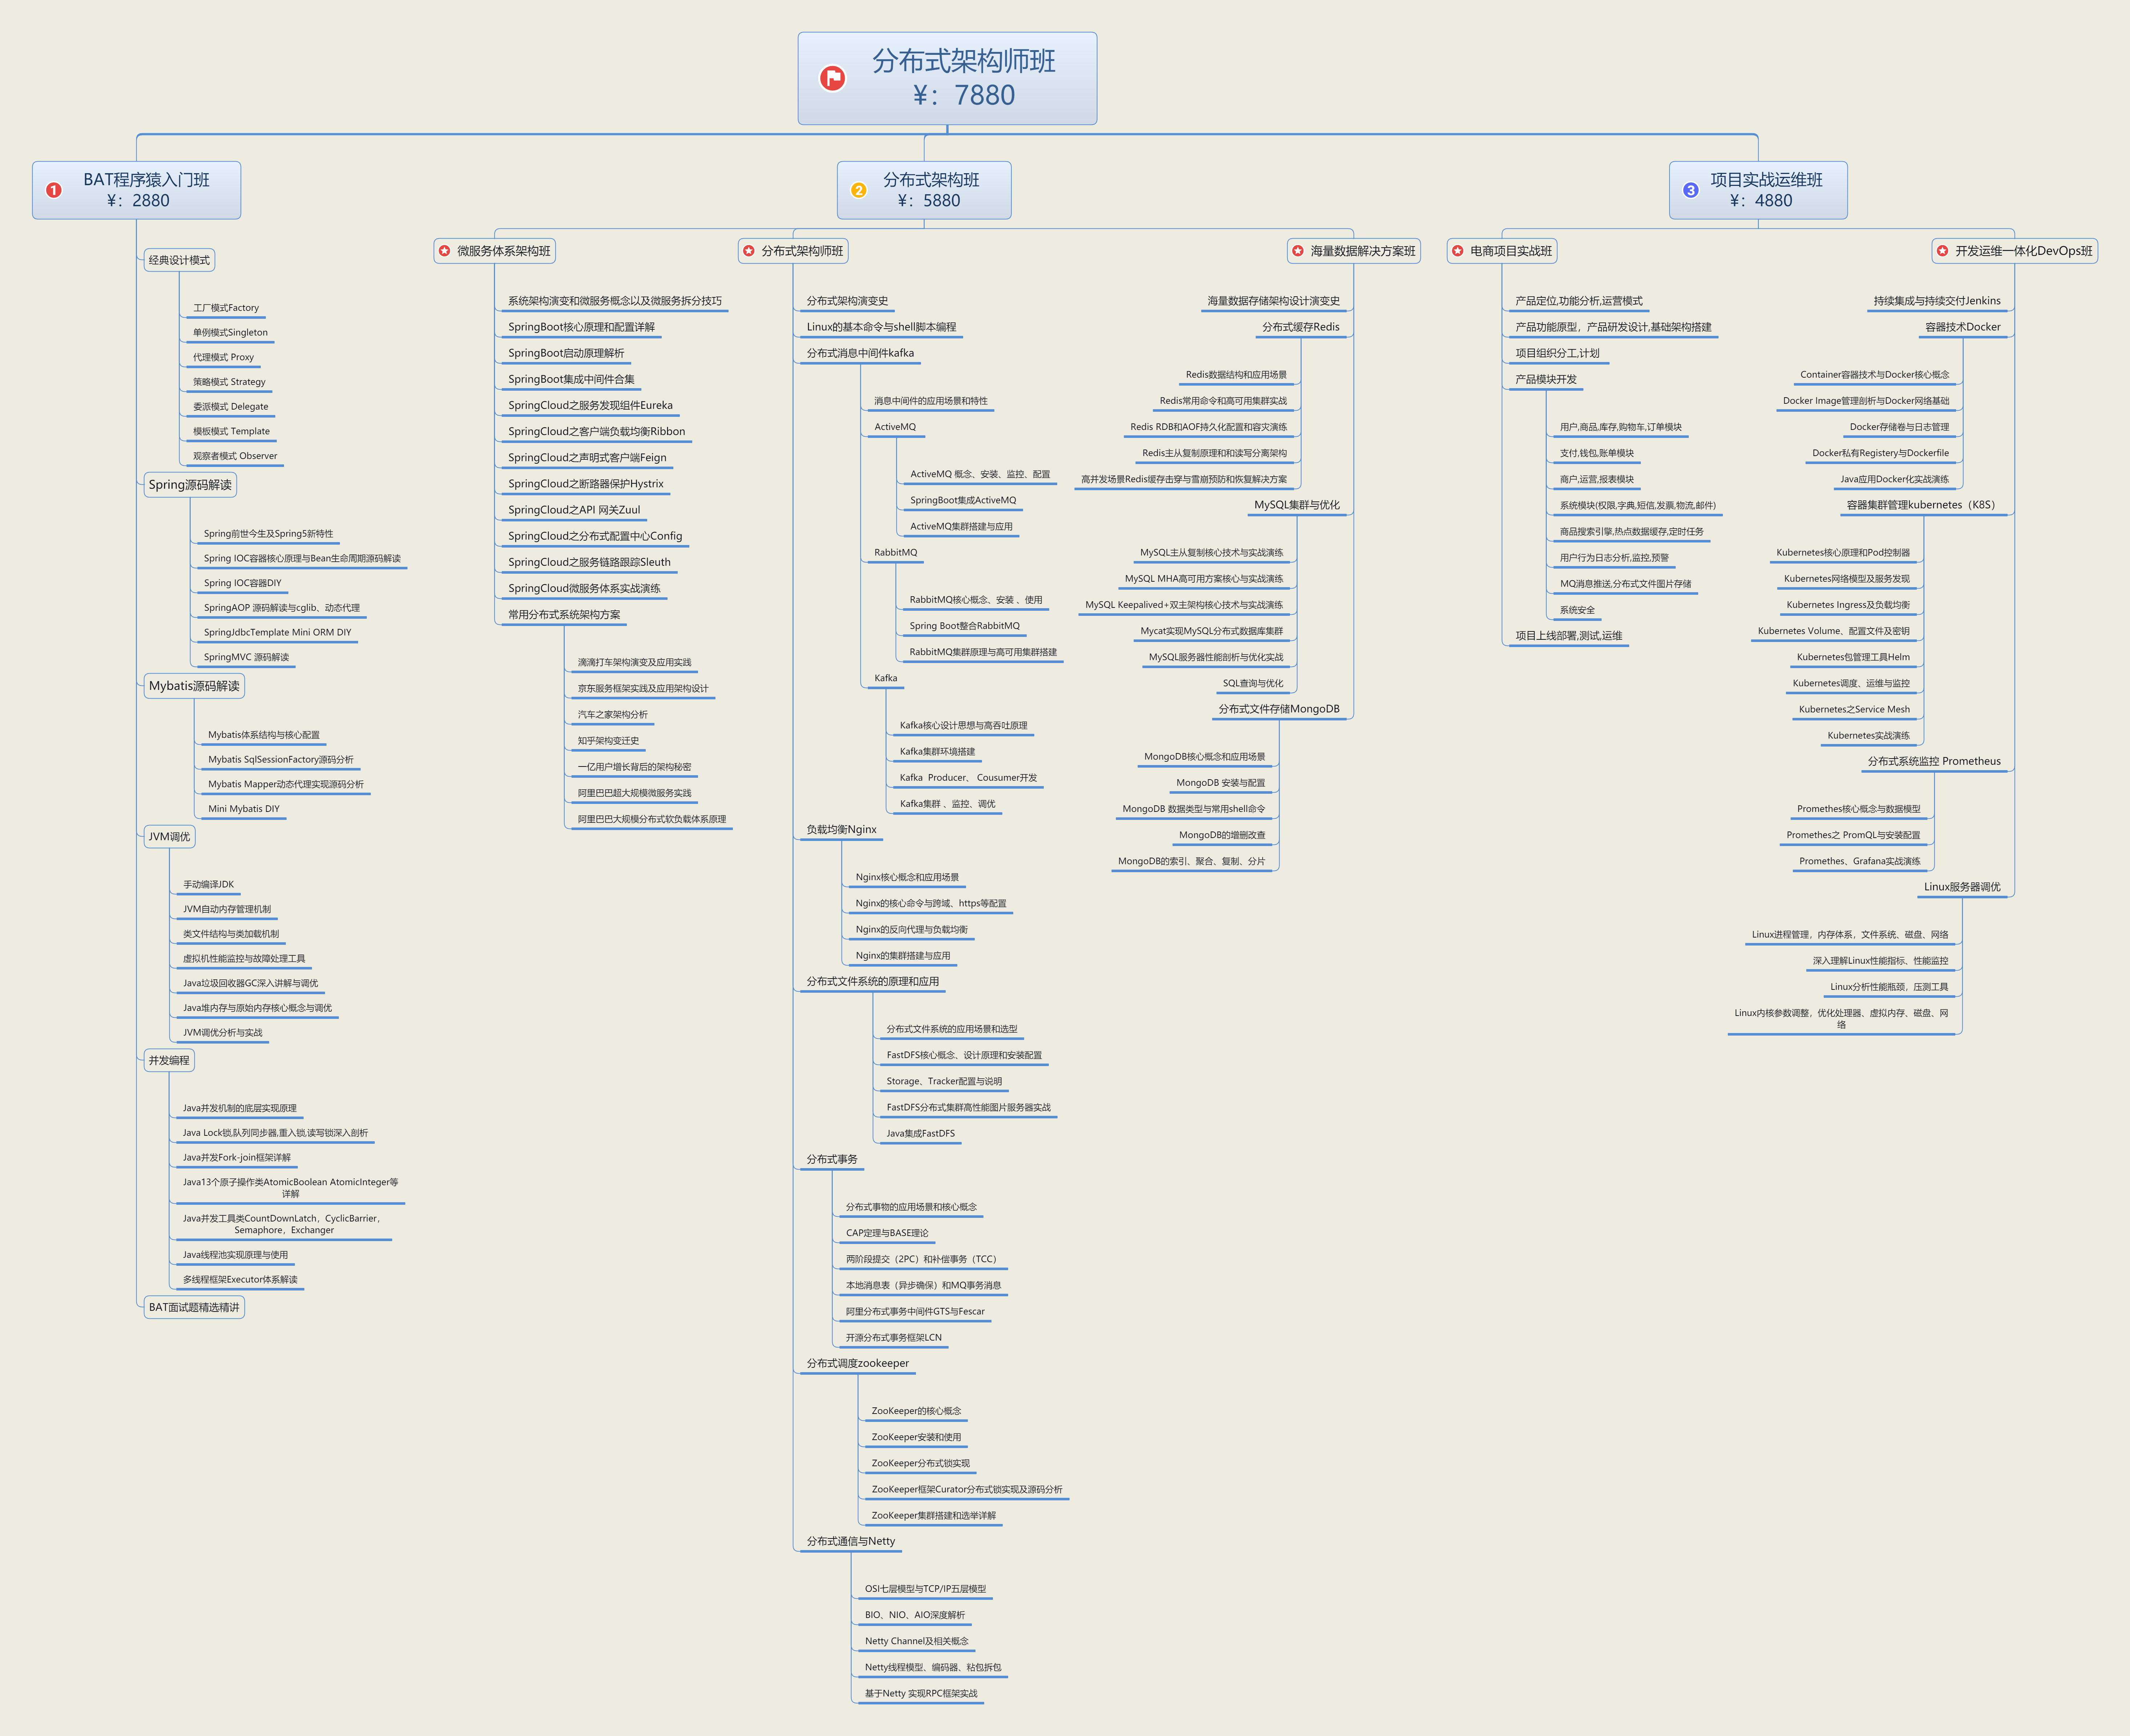 分布式架构师班
¥：7880
1
BAT程序猿入门班
¥：2880
经典设计模式
工厂模式Factory
单例模式Singleton
代理模式 Proxy
策略模式 Strategy
委派模式 Delegate
模板模式 Template
观察者模式 Observer
Spring源码解读
Spring前世今生及Spring5新特性
Spring IOC容器核心原理与Bean生命周期源码解读
Spring IOC容器DIY
SpringAOP 源码解读与cglib、动态代理
SpringJdbcTemplate Mini ORM DIY
SpringMVC 源码解读
Mybatis源码解读
Mybatis体系结构与核心配置
Mybatis SqlSessionFactory源码分析
Mybatis Mapper动态代理实现源码分析
Mini Mybatis DIY
JVM调优
手动编译JDK
JVM自动内存管理机制
类文件结构与类加载机制
虚拟机性能监控与故障处理工具
Java垃圾回收器GC深入讲解与调优
Java堆内存与原始内存核心概念与调优
JVM调优分析与实战
并发编程
Java并发机制的底层实现原理
Java Lock锁,队列同步器,重入锁,读写锁深入剖析
Java并发Fork-join框架详解
Java13个原子操作类AtomicBoolean AtomicInteger等
详解
Java并发工具类CountDownLatch，CyclicBarrier，
Semaphore，Exchanger
Java线程池实现原理与使用
多线程框架Executor体系解读
BAT面试题精选精讲
2
分布式架构班
¥：5880
微服务体系架构班
系统架构演变和微服务概念以及微服务拆分技巧
SpringBoot核心原理和配置详解
SpringBoot启动原理解析
SpringBoot集成中间件合集
SpringCloud之服务发现组件Eureka
SpringCloud之客户端负载均衡Ribbon
SpringCloud之声明式客户端Feign
SpringCloud之断路器保护Hystrix
SpringCloud之API 网关Zuul
SpringCloud之分布式配置中心Config
SpringCloud之服务链路跟踪Sleuth
SpringCloud微服务体系实战演练
常用分布式系统架构方案
滴滴打车架构演变及应用实践
京东服务框架实践及应用架构设计
汽车之家架构分析
知乎架构变迁史
一亿用户增长背后的架构秘密
阿里巴巴超大规模微服务实践
阿里巴巴大规模分布式软负载体系原理
分布式架构师班
分布式架构演变史
Linux的基本命令与shell脚本编程
分布式消息中间件kafka
消息中间件的应用场景和特性
ActiveMQ
ActiveMQ 概念、安装、监控、配置
SpringBoot集成ActiveMQ
ActiveMQ集群搭建与应用
RabbitMQ
RabbitMQ核心概念、安装 、使用
Spring Boot整合RabbitMQ
RabbitMQ集群原理与高可用集群搭建
Kafka
Kafka核心设计思想与高吞吐原理
Kafka集群环境搭建
Kafka  Producer、 Cousumer开发
Kafka集群 、监控、调优
负载均衡Nginx
Nginx核心概念和应用场景
Nginx的核心命令与跨域、https等配置
Nginx的反向代理与负载均衡
Nginx的集群搭建与应用
分布式文件系统的原理和应用
分布式文件系统的应用场景和选型
FastDFS核心概念、设计原理和安装配置
Storage、Tracker配置与说明
FastDFS分布式集群高性能图片服务器实战
Java集成FastDFS
分布式事务
分布式事物的应用场景和核心概念
CAP定理与BASE理论
两阶段提交（2PC）和补偿事务（TCC）
本地消息表（异步确保）和MQ事务消息
阿里分布式事务中间件GTS与Fescar
开源分布式事务框架LCN
分布式调度zookeeper
ZooKeeper的核心概念
ZooKeeper安装和使用
ZooKeeper分布式锁实现
ZooKeeper框架Curator分布式锁实现及源码分析
ZooKeeper集群搭建和选举详解
分布式通信与Netty
OSI七层模型与TCP/IP五层模型
BIO、NIO、AIO深度解析
Netty Channel及相关概念
Netty线程模型、编码器、粘包拆包
基于Netty 实现RPC框架实战
海量数据解决方案班
海量数据存储架构设计演变史
分布式缓存Redis
Redis数据结构和应用场景
Redis常用命令和高可用集群实战
Redis RDB和AOF持久化配置和容灾演练
Redis主从复制原理和和读写分离架构
高并发场景Redis缓存击穿与雪崩预防和恢复解决方案
MySQL集群与优化
MySQL主从复制核心技术与实战演练
MySQL MHA高可用方案核心与实战演练
MySQL Keepalived+双主架构核心技术与实战演练
Mycat实现MySQL分布式数据库集群
MySQL服务器性能剖析与优化实战
SQL查询与优化
分布式文件存储MongoDB
MongoDB核心概念和应用场景
MongoDB 安装与配置
MongoDB 数据类型与常用shell命令
MongoDB的增删改查
MongoDB的索引、聚合、复制、分片
3
项目实战运维班
¥：4880
电商项目实战班
产品定位,功能分析,运营模式
产品功能原型，产品研发设计,基础架构搭建
项目组织分工,计划
产品模块开发
用户,商品,库存,购物车,订单模块
支付,钱包,账单模块
商户,运营,报表模块
系统模块(权限,字典,短信,发票,物流,邮件)
商品搜索引擎,热点数据缓存,定时任务
用户行为日志分析,监控,预警
MQ消息推送,分布式文件图片存储
系统安全
项目上线部署,测试,运维
开发运维一体化DevOps班
持续集成与持续交付Jenkins
容器技术Docker
Container容器技术与Docker核心概念
Docker Image管理剖析与Docker网络基础
Docker存储卷与日志管理
Docker私有Registery与Dockerfile
Java应用Docker化实战演练
容器集群管理kubernetes（K8S）
Kubernetes核心原理和Pod控制器
Kubernetes网络模型及服务发现
Kubernetes Ingress及负载均衡
Kubernetes Volume、配置文件及密钥
Kubernetes包管理工具Helm
Kubernetes调度、运维与监控
Kubernetes之Service Mesh
Kubernetes实战演练
分布式系统监控 Prometheus
Promethes核心概念与数据模型
Promethes之 PromQL与安装配置
Promethes、Grafana实战演练
Linux服务器调优
Linux进程管理，内存体系，文件系统、磁盘、网络
深入理解Linux性能指标、性能监控
Linux分析性能瓶颈，压测工具
Linux内核参数调整，优化处理器、虚拟内存、磁盘、网
络